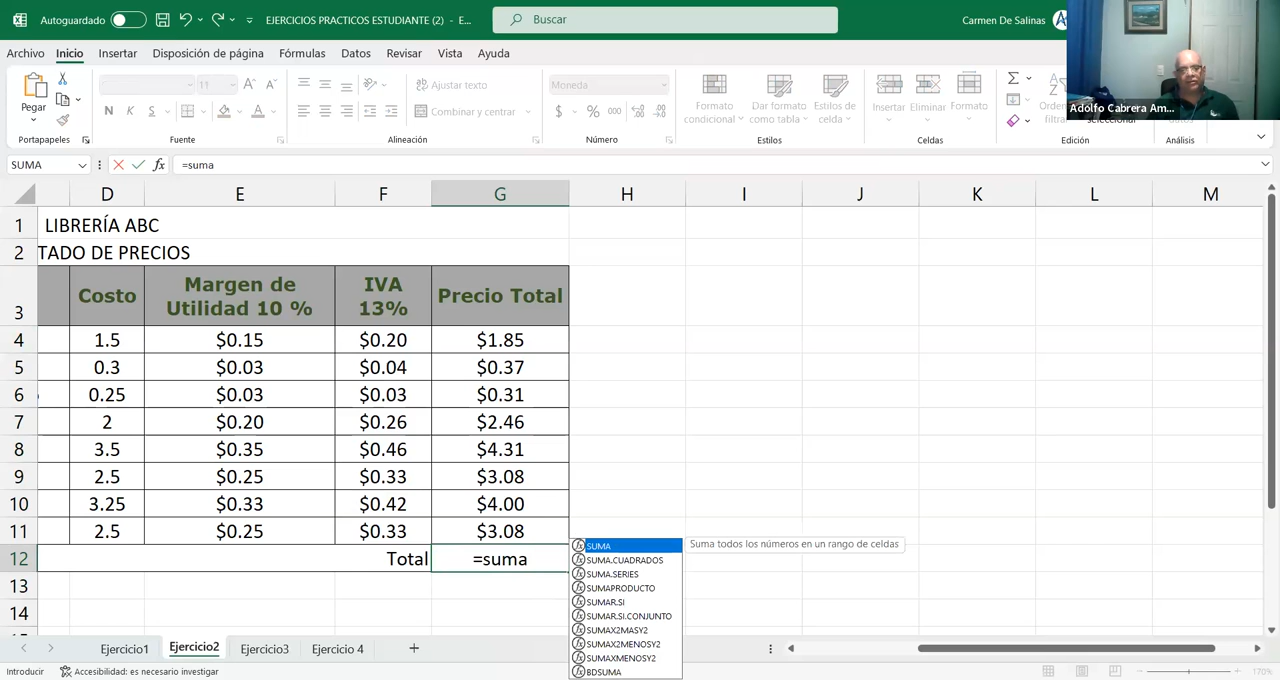 Autoguardado
EJERCICIOS PRACTICOS ESTUDIANTE (2) - E...
Buscar
Carmen De Salinas
Archivo Inicio Insertar Disposición de página Fórmulas Datos Revisar Vista Ayuda
Adolfo Cabrera Am...
Pegar
11
Ajustar texto
Moneda
Formato condicional
Dar formato como tabla
Estilos de celda
Insertar Eliminar Formato
N K S
Combinar y centrar
$ % 000
Portapapeles Fuente Alineación Número Estilos Celdas Edición Análisis
SUMA
fx =suma
D E F G H I J K L M
1 LIBRERÍA ABC
2 TADO DE PRECIOS
3 Costo Margen de Utilidad 10 % IVA 13% Precio Total
4 1.5 $0.15 $0.20 $1.85
5 0.3 $0.03 $0.04 $0.37
6 0.25 $0.03 $0.03 $0.31
7 2 $0.20 $0.26 $2.46
8 3.5 $0.35 $0.46 $4.31
9 2.5 $0.25 $0.33 $3.08
10 3.25 $0.33 $0.42 $4.00
11 2.5 $0.25 $0.33 $3.08
12 Total =suma
13
14
SUMA Suma todos los números en un rango de celdas
SUMA.CUADRADOS
SUMA.SERIES
SUMAPRODUCTO
SUMAR.SI
SUMAR.SI.CONJUNTO
SUMAX2MASY2
SUMAX2MENOSY2
SUMAXMENOSY2
BDSUMA
Ejercicio1 Ejercicio2 Ejercicio3 Ejercicio 4
Introducir
Accesibilidad: es necesario investigar
170%